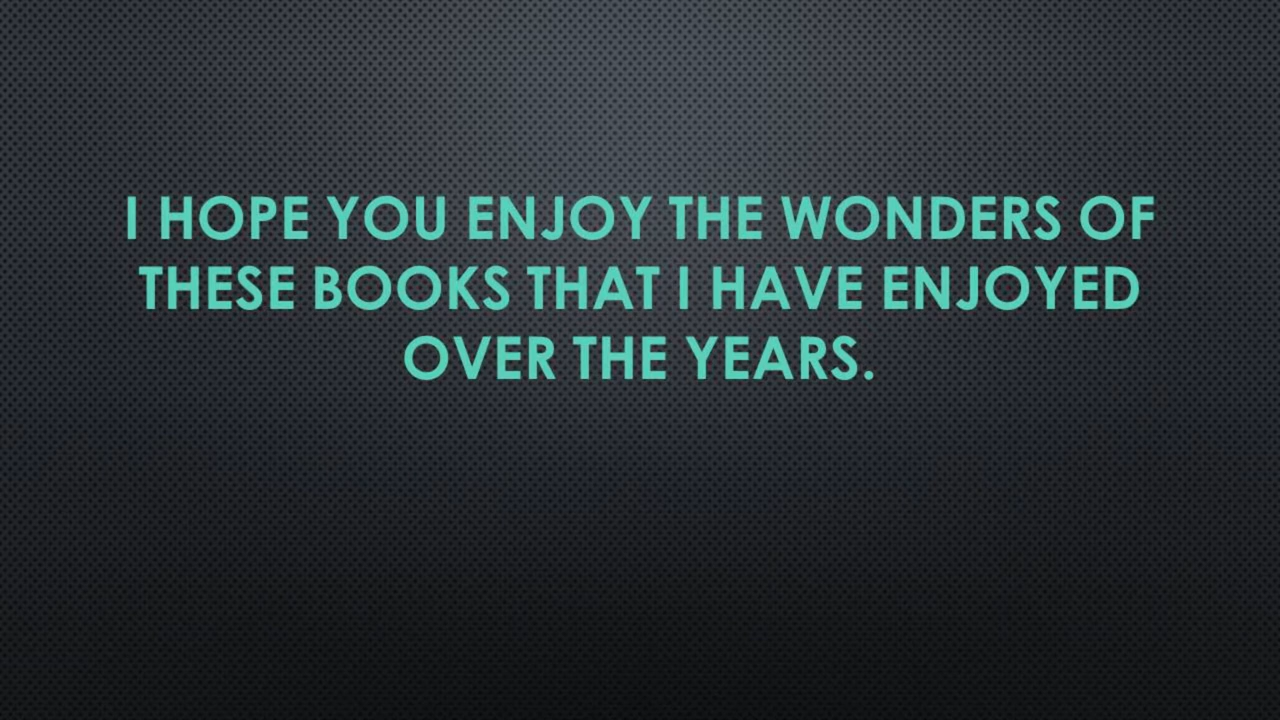 I HOPE YOU ENJOY THE WONDERS OF
THESE BOOKS THAT I HAVE ENJOYED
OVER THE YEARS.